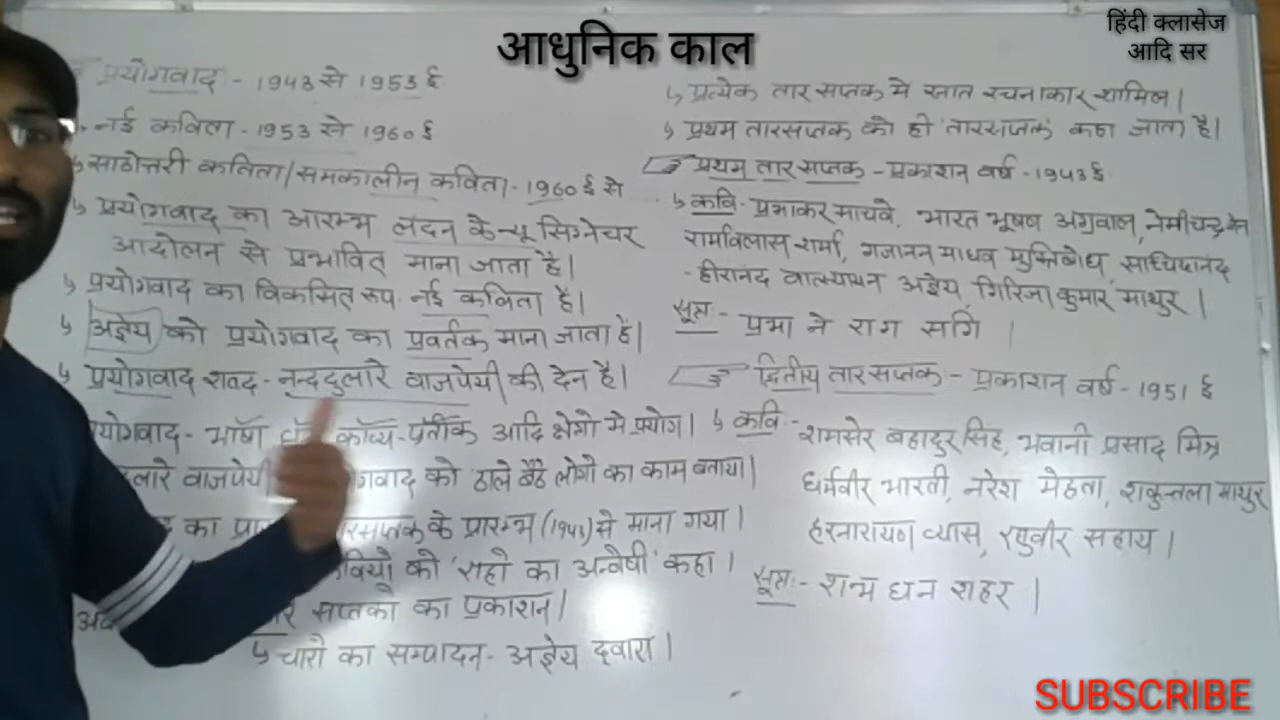 आधुनिक काल
हिंदी क्लासेज
आदि सर
प्रयोगवाद - 1943 से 1953 ई
नई कविता - 1953 से 1960 ई
साठोत्तरी कविता/समकालीन कविता - 1960 ई से
प्रयोगवाद का आरम्भ लंदन के न्यू सिग्नेचर
आदोलन से प्रभावित माना जाता है।
प्रयोगवाद का विकसित रूप नई कविता है।
अज्ञेय को प्रयोगवाद का प्रवर्तक माना जाता है।
प्रयोगवाद शब्द - नन्ददुलारे वाजपेयी की देन है।
योगवाद - भाषा काव्य-प्रतीक आदि क्षेत्रो मे प्रयोग।
लारे वाजपेयी गवाद को ठाले बैठे लोगो का काम बताया।
का प्रा रसप्तक के प्रारम्भ (1943) से माना गया।
वियो को 'राहो का अन्वेषी' कहा।
सप्तको का प्रकाशन।
चारो का सम्पादन - अज्ञेय द्वारा।
प्रत्येक तार सप्तक मे सात रचनाकार शामिल।
प्रथम तारसप्तक को ही 'तारसप्तक' कहा जाता है।
प्रथम तार सप्तक - प्रकाशन वर्ष - 1943 ई
कवि - प्रभाकर माचवे, भारत भूषण अग्रवाल, नेमीचन्द्र जैन
रामविलास शर्मा, गजानन माधव मुक्तिबोध, सच्चिदानंद
हीरानंद वात्स्यायन अज्ञेय, गिरिजा कुमार माथुर।
सूत्र :- प्रभा ने राग सगि।
द्वितीय तारसप्तक - प्रकाशन वर्ष - 1951 ई
कवि - शमसेर बहादुर सिंह, भवानी प्रसाद मिश्र
धर्मवीर भारती, नरेश मेहता, शकुन्तला माथुर
हरनारायण व्यास, रघुवीर सहाय।
सूत्र :- शन्भ धन शहर।
SUBSCRIBE